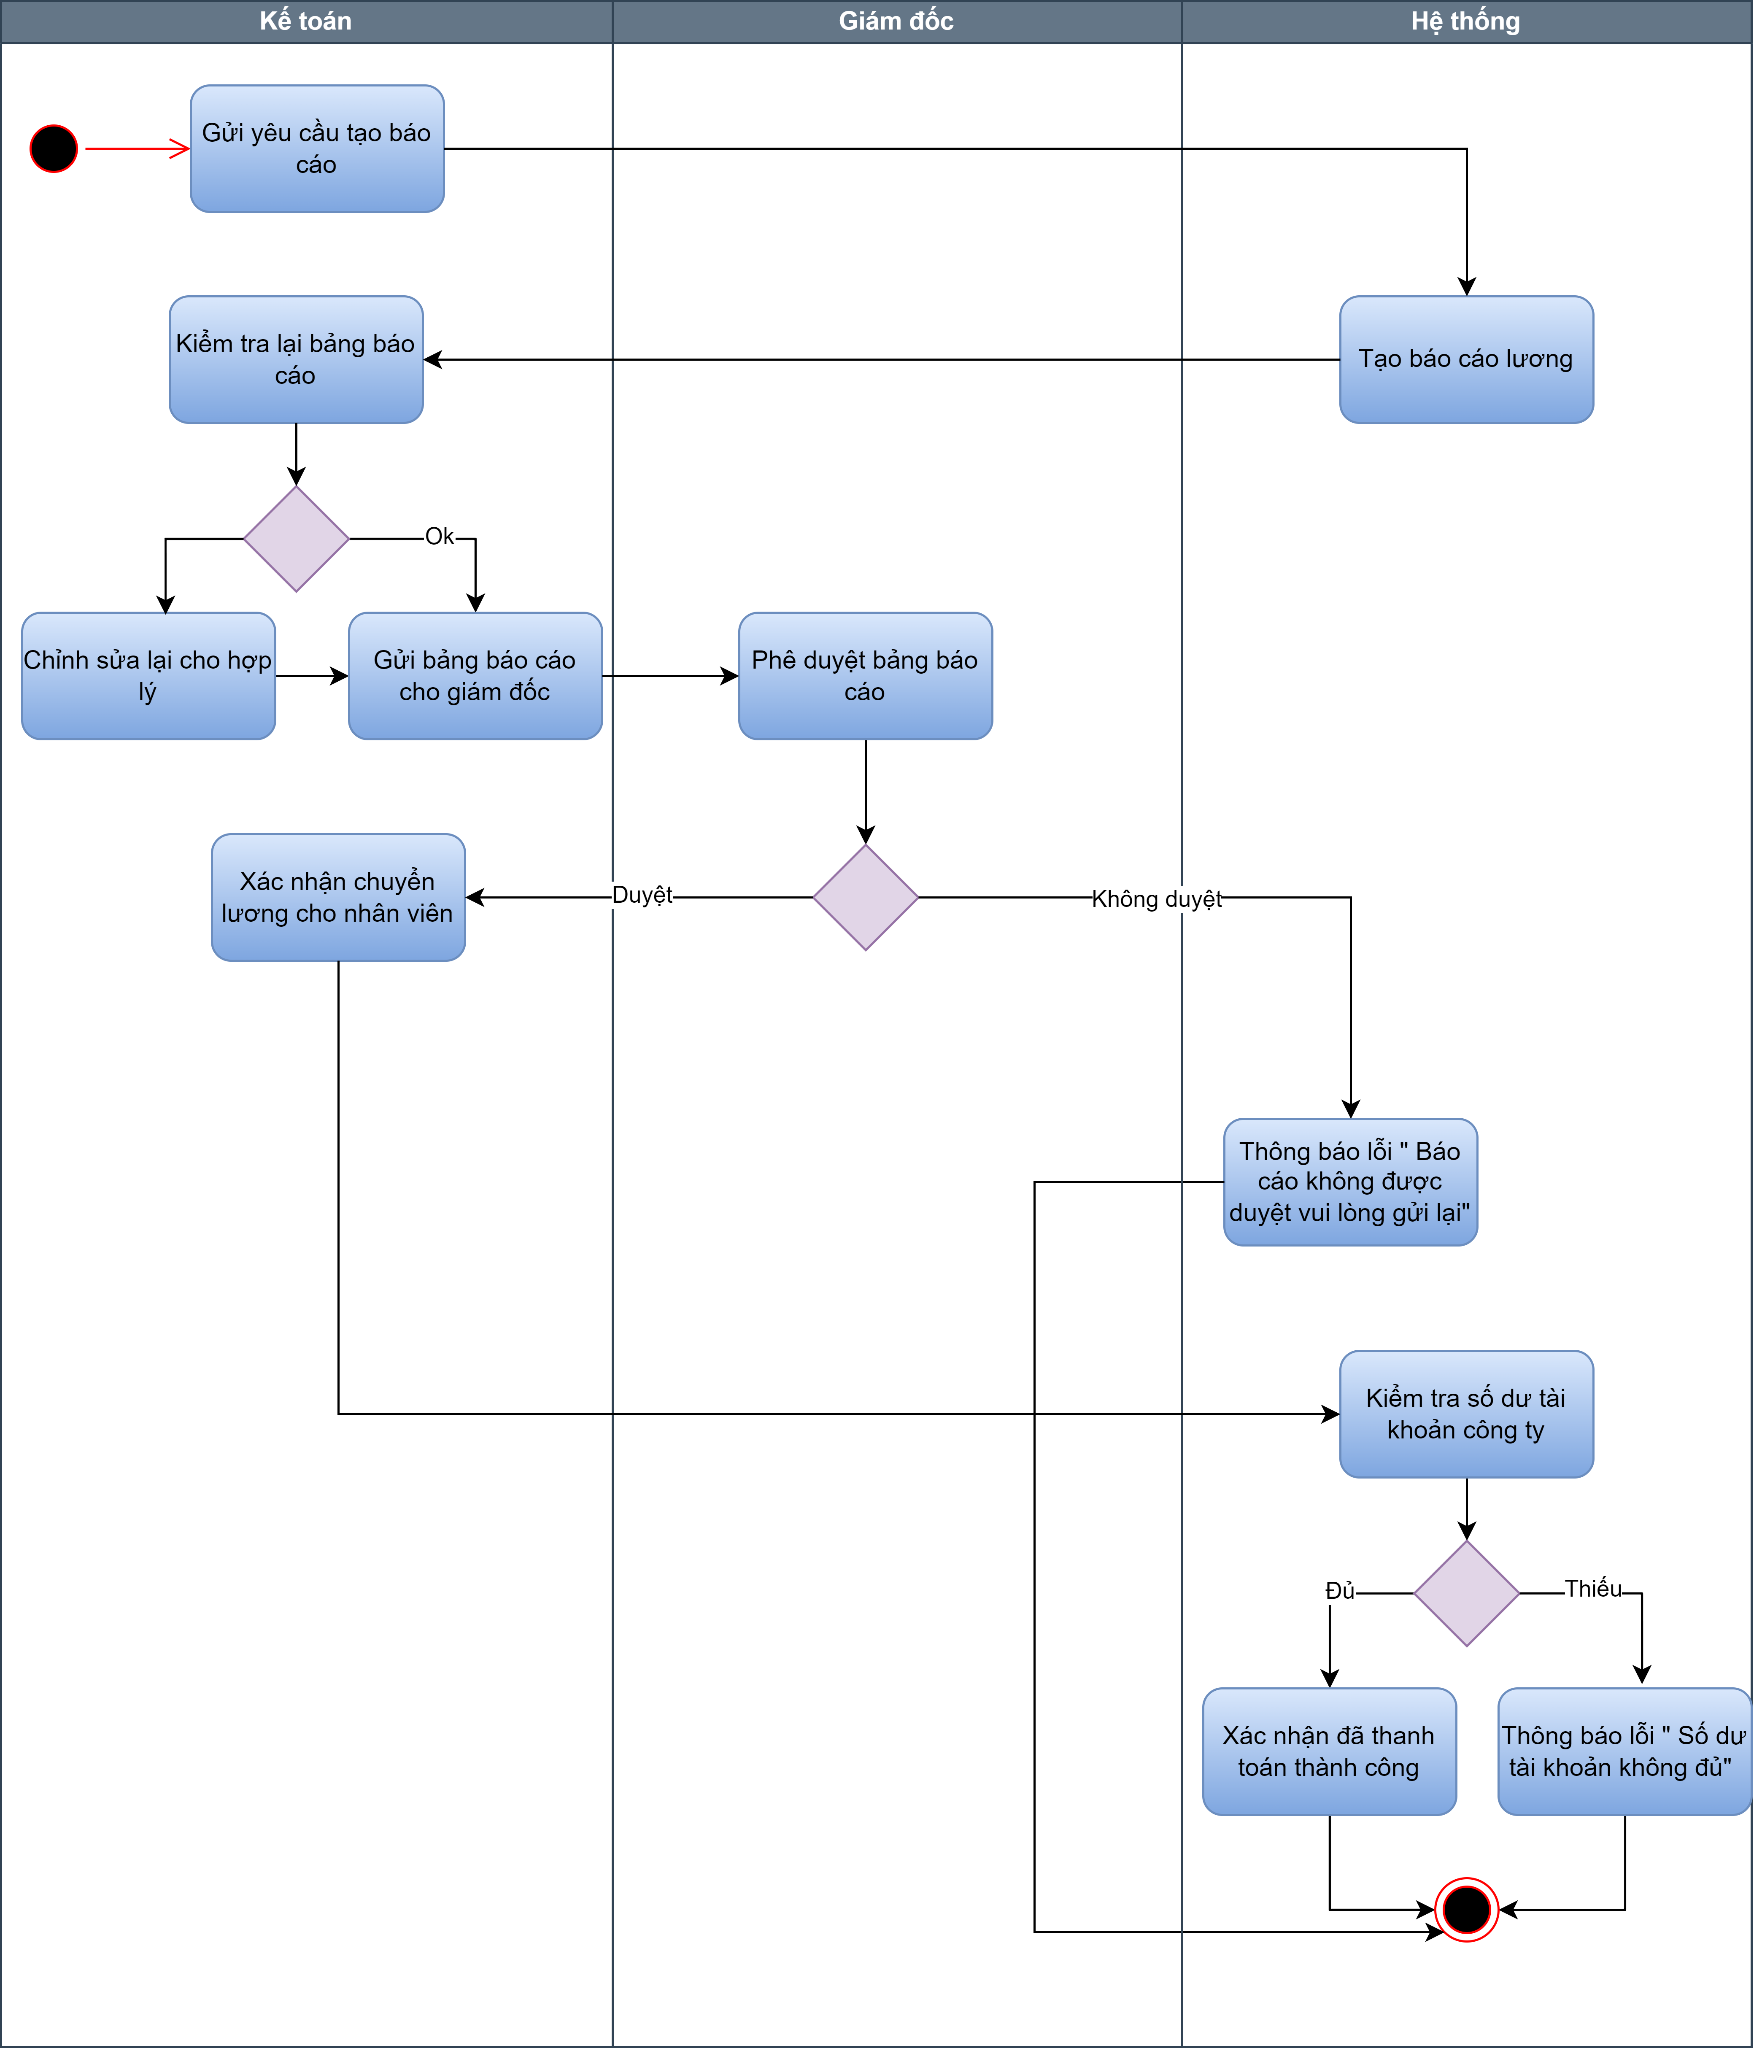 Kế toán
Giám đốc
Hệ thống
Gửi yêu cầu tạo báo
cáo
Kiểm tra lại bảng báo
cáo
Tạo báo cáo lương
Ok
Chỉnh sửa lại cho hợp
lý
Gửi bảng báo cáo
cho giám đốc
Phê duyệt bảng báo
cáo
Xác nhận chuyển
lương cho nhân viên
Duyệt
Không duyệt
Thông báo lỗi " Báo
cáo không được
duyệt vui lòng gửi lại"
Kiểm tra số dư tài
khoản công ty
Đủ
Thiếu
Xác nhận đã thanh
toán thành công
Thông báo lỗi " Số dư
tài khoản không đủ"